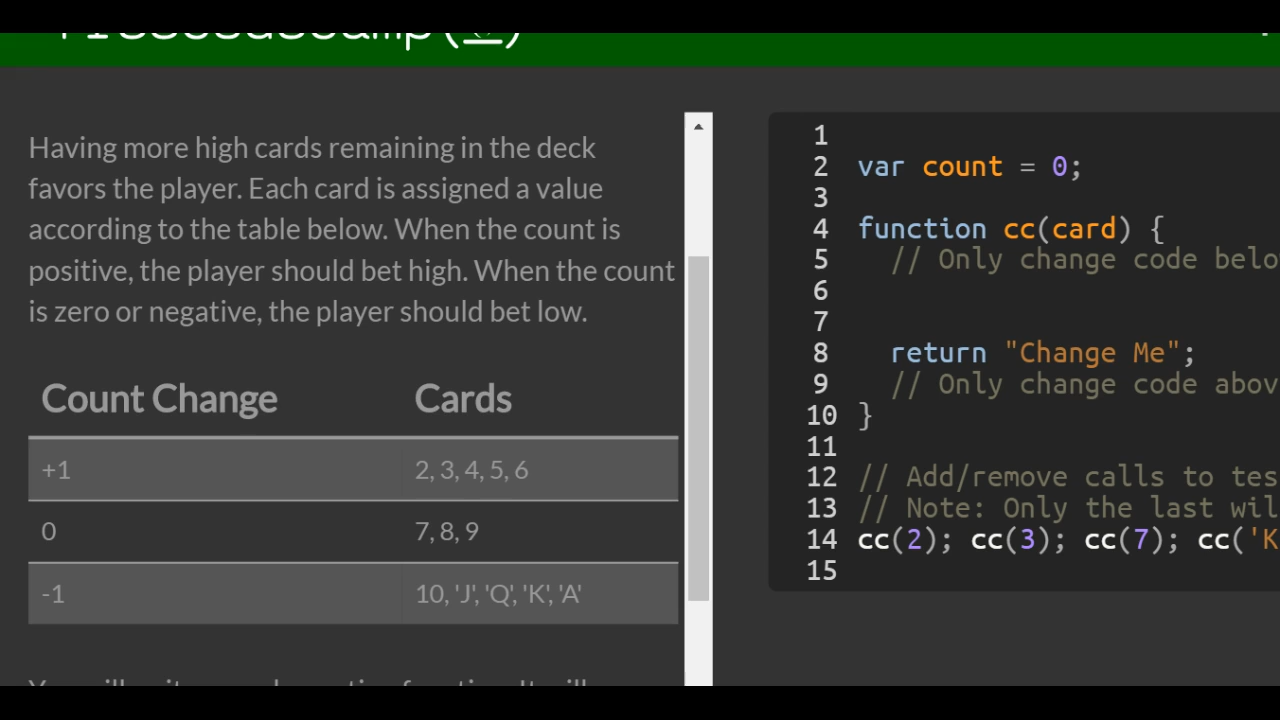 Having more high cards remaining in the deck
favors the player. Each card is assigned a value
according to the table below. When the count is
positive, the player should bet high. When the count
is zero or negative, the player should bet low.
Count Change Cards
+1 2, 3, 4, 5, 6
0 7, 8, 9
-1 10, 'J', 'Q', 'K', 'A'
1
2 var count = 0;
3
4 function cc(card) {
5 // Only change code belo
6
7
8 return "Change Me";
9 // Only change code abov
10 }
11
12 // Add/remove calls to tes
13 // Note: Only the last wil
14 cc(2); cc(3); cc(7); cc('K
15